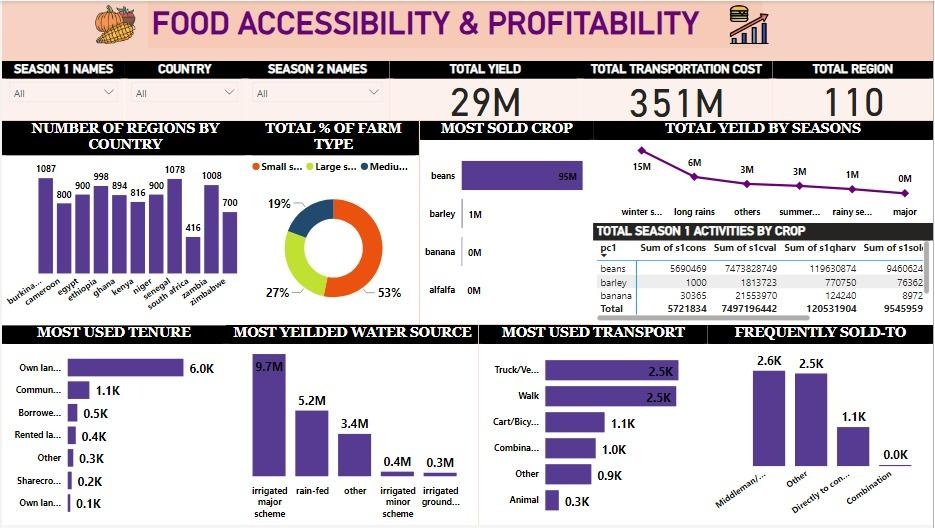 FOOD ACCESSIBILITY & PROFITABILITY
SEASON 1 NAMES
COUNTRY
SEASON 2 NAMES
TOTAL YIELD
TOTAL TRANSPORTATION COST
TOTAL REGION
All
All
All
29M
351M
110
NUMBER OF REGIONS BY
COUNTRY
1087
800
900
998
894
816
900
1078
416
1008
700
burkina...
cameroon
egypt
ethiopia
ghana
kenya
niger
senegal
south africa
zambia
zimbabwe
TOTAL % OF FARM
TYPE
Small s...
Large s...
Mediu...
19%
27%
53%
MOST SOLD CROP
beans
95M
barley
1M
banana
0M
alfalfa
0M
TOTAL YEILD BY SEASONS
15M
6M
3M
3M
1M
0M
winter s...
long rains
others
summer...
rainy se...
major
TOTAL SEASON 1 ACTIVITIES BY CROP
pc1 Sum of s1cons Sum of s1cval Sum of s1qharv Sum of s1sol
beans 5690469 7473828749 119630874 9460624
barley 1000 1813723 770750 76362
banana 30365 21553970 124240 8972
Total 5721834 7497196442 120531904 9545959
MOST USED TENURE
Own lan...
6.0K
Commun...
1.1K
Borrowe...
0.5K
Rented la...
0.4K
Other
0.3K
Sharecro...
0.2K
Own lan...
0.1K
MOST YEILDED WATER SOURCE
9.7M
5.2M
3.4M
0.4M
0.3M
irrigated
major
scheme
rain-fed
other
irrigated
minor
scheme
irrigated
ground...
MOST USED TRANSPORT
Truck/Ve...
2.5K
Walk
2.5K
Cart/Bicy...
1.1K
Combina...
1.0K
Other
0.9K
Animal
0.3K
FREQUENTLY SOLD-TO
2.6K
2.5K
1.1K
0.0K
Middleman/...
Other
Directly to con...
Combination